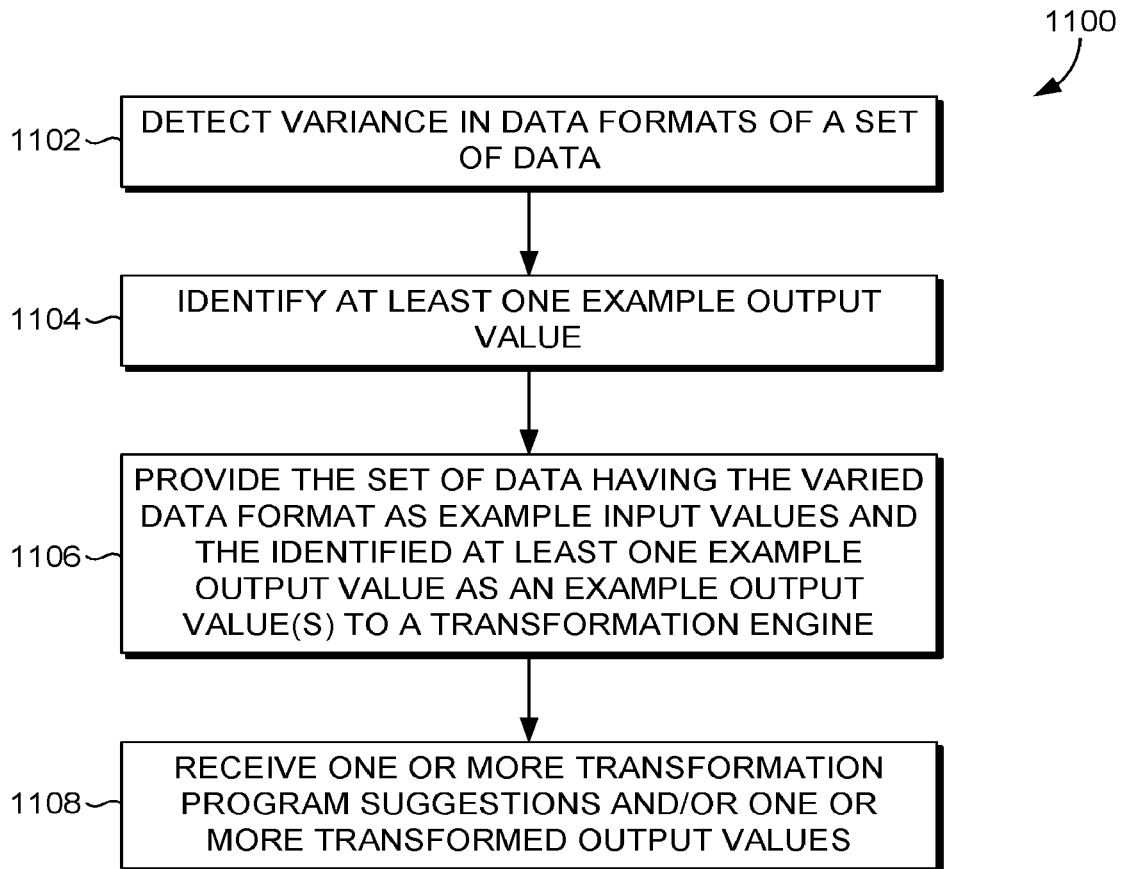 1100
1102
DETECT VARIANCE IN DATA FORMATS OF A SET
OF DATA
1104
IDENTIFY AT LEAST ONE EXAMPLE OUTPUT
VALUE
1106
PROVIDE THE SET OF DATA HAVING THE VARIED
DATA FORMAT AS EXAMPLE INPUT VALUES AND
THE IDENTIFIED AT LEAST ONE EXAMPLE
OUTPUT VALUE AS AN EXAMPLE OUTPUT
VALUE(S) TO A TRANSFORMATION ENGINE
1108
RECEIVE ONE OR MORE TRANSFORMATION
PROGRAM SUGGESTIONS AND/OR ONE OR
MORE TRANSFORMED OUTPUT VALUES